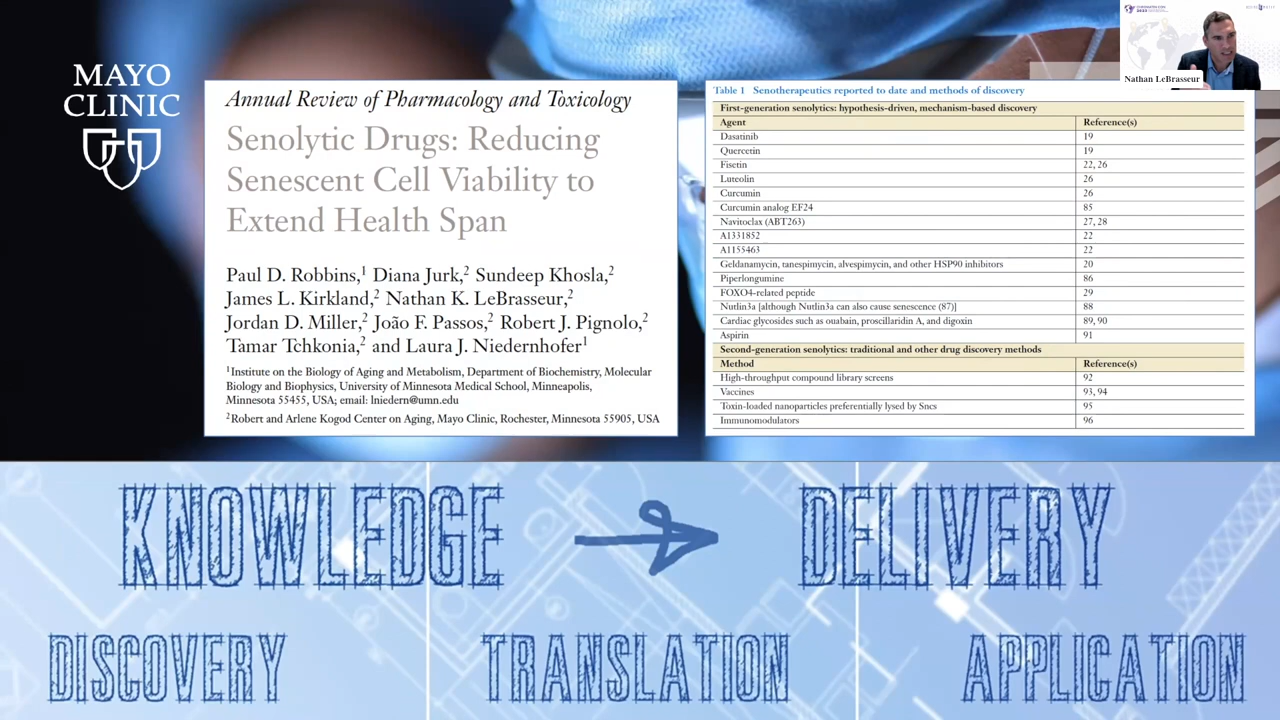 MAYO
CLINIC
Annual Review of Pharmacology and Toxicology
Senolytic Drugs: Reducing
Senescent Cell Viability to
Extend Health Span
Paul D. Robbins,1 Diana Jurk,2 Sundeep Khosla,2
James L. Kirkland,2 Nathan K. LeBrasseur,2
Jordan D. Miller,2 João F. Passos,2 Robert J. Pignolo,2
Tamar Tchkonia,2 and Laura J. Niedernhofer1
1Institute on the Biology of Aging and Metabolism, Department of Biochemistry, Molecular
Biology and Biophysics, University of Minnesota Medical School, Minneapolis,
Minnesota 55455, USA; email: lniedern@umn.edu
2Robert and Arlene Kogod Center on Aging, Mayo Clinic, Rochester, Minnesota 55905, USA
Nathan LeBrasseur
Table 1 Senotherapeutics reported to date and methods of discovery
First-generation senolytics: hypothesis-driven, mechanism-based discovery
Agent Reference(s)
Dasatinib 19
Quercetin 19
Fisetin 22, 26
Luteolin 26
Curcumin 26
Curcumin analog EF24 85
Navitoclax (ABT263) 27, 28
A1331852 22
A1155463 22
Geldanamycin, tanespimycin, alvespimycin, and other HSP90 inhibitors 20
Piperlongumine 86
FOXO4-related peptide 29
Nutlin3a [although Nutlin3a can also cause senescence (87)] 88
Cardiac glycosides such as ouabain, proscillaridin A, and digoxin 89, 90
Aspirin 91
Second-generation senolytics: traditional and other drug discovery methods
Method Reference(s)
High-throughput compound library screens 92
Vaccines 93, 94
Toxin-loaded nanoparticles preferentially lysed by Sncs 95
Immunomodulators 96
KNOWLEDGE DELIVERY
DISCOVERY TRANSLATION APPLICATION